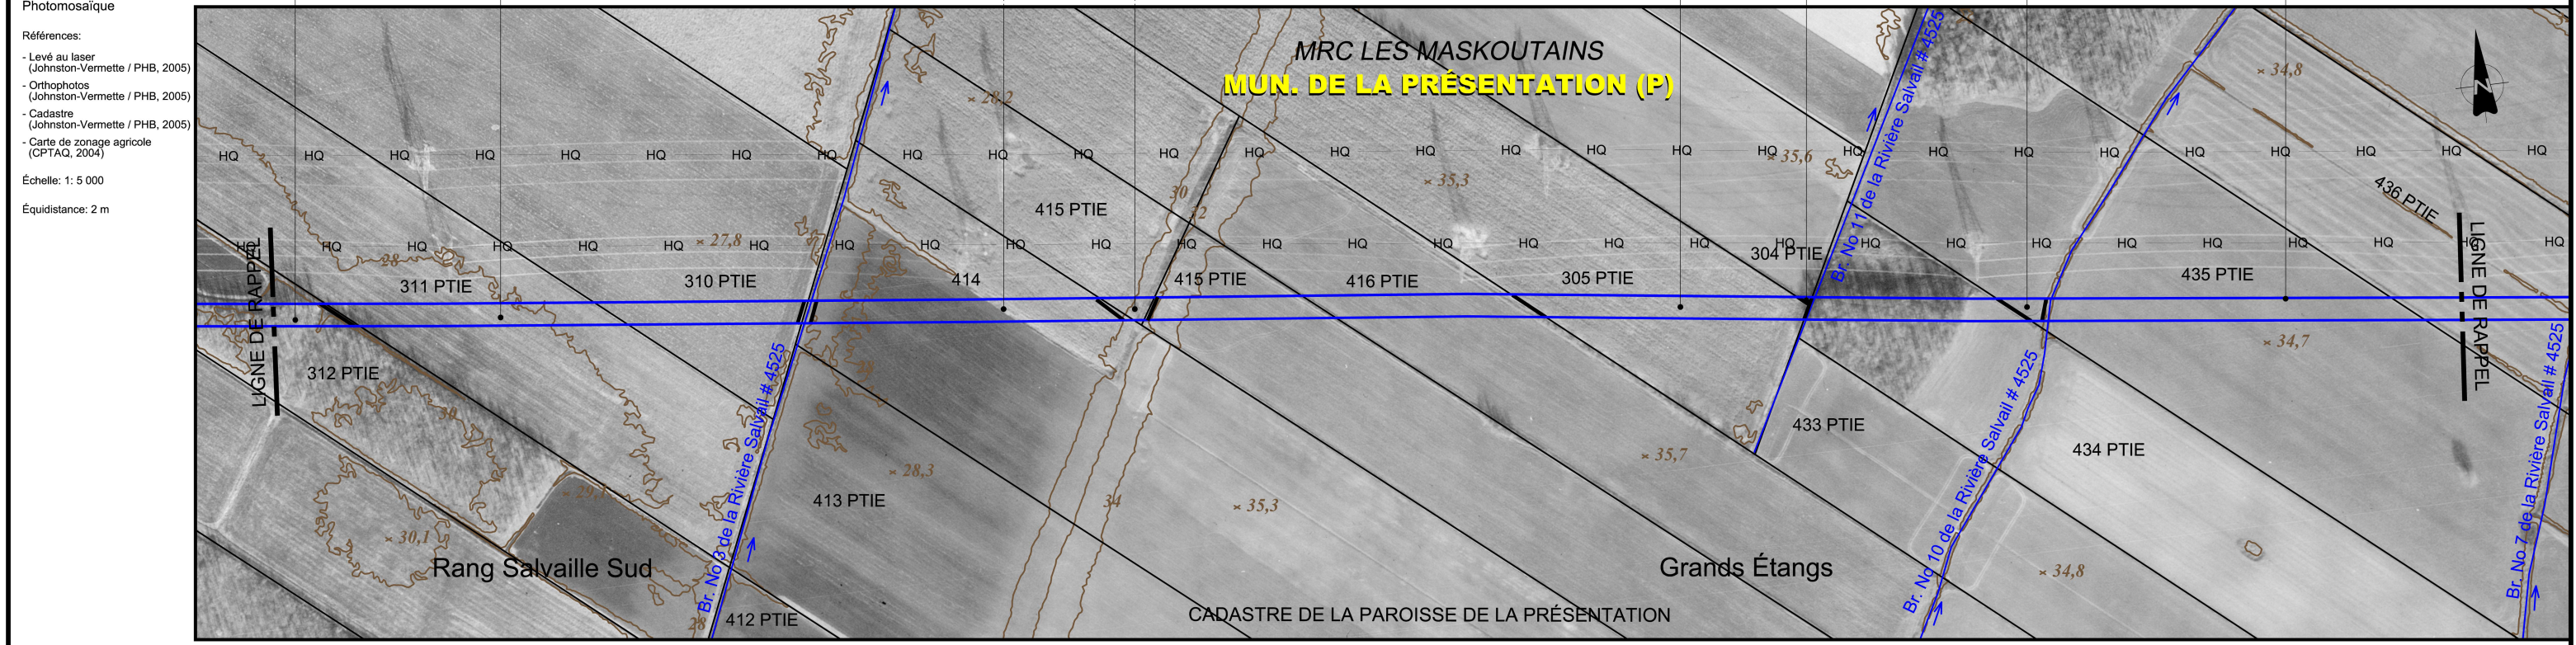 Photomosaïque
Références:
- Levé au laser
(Johnston-Vermette / PHB, 2005)
- Orthophotos
(Johnston-Vermette / PHB, 2005)
- Cadastre
(Johnston-Vermette / PHB, 2005)
- Carte de zonage agricole
(CPTAQ, 2004)
Échelle: 1: 5 000
Équidistance: 2 m
MRC LES MASKOUTAINS
MUN. DE LA PRÉSENTATION (P)
N
28,2
34,8
HQ HQ HQ HQ HQ HQ HQ HQ HQ HQ HQ HQ HQ HQ HQ HQ HQ HQ HQ HQ HQ HQ HQ HQ HQ HQ HQ HQ
35,6
35,3
30
32
415 PTIE
436 PTIE
HQ HQ HQ HQ HQ HQ HQ HQ HQ HQ HQ HQ HQ HQ HQ HQ HQ HQ HQ HQ HQ HQ HQ HQ HQ HQ HQ HQ
27,8
28
304 PTIE
311 PTIE
310 PTIE
414
415 PTIE
416 PTIE
305 PTIE
435 PTIE
LIGNE DE RAPPEL
LIGNE DE RAPPEL
Br. No 11 de la Rivière Salvail # 4525
312 PTIE
28
30
34,7
433 PTIE
434 PTIE
35,7
28,3
29,1
413 PTIE
34
35,3
30,1
Br. No 3 de la Rivière Salvail # 4525
Br. No 10 de la Rivière Salvail # 4525
Br. No 7 de la Rivière Salvail # 4525
Rang Salvaille Sud
Grands Étangs
34,8
CADASTRE DE LA PAROISSE DE LA PRÉSENTATION
28
412 PTIE